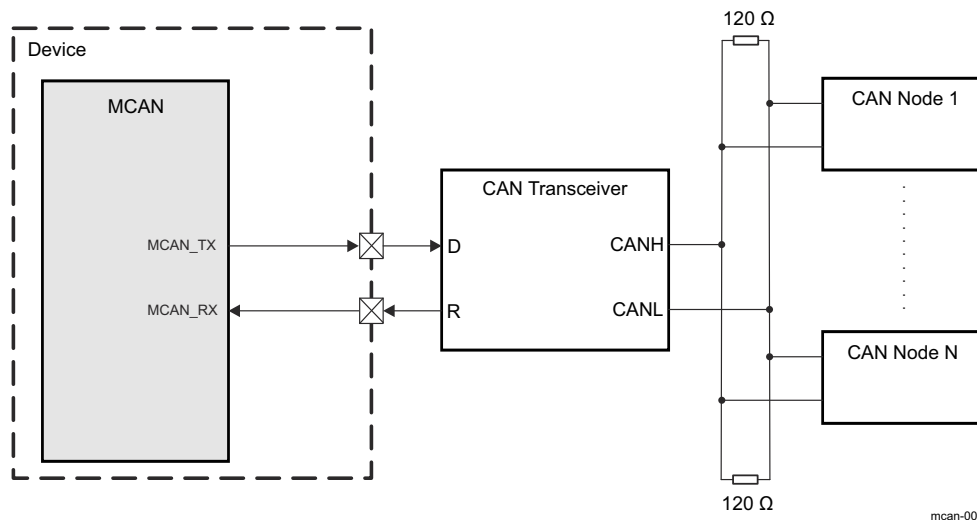 120 Ω
Device
MCAN
CAN Node 1
CAN Transceiver
MCAN_TX
D
CANH
MCAN_RX
R
CANL
CAN Node N
120 Ω
mcan-00